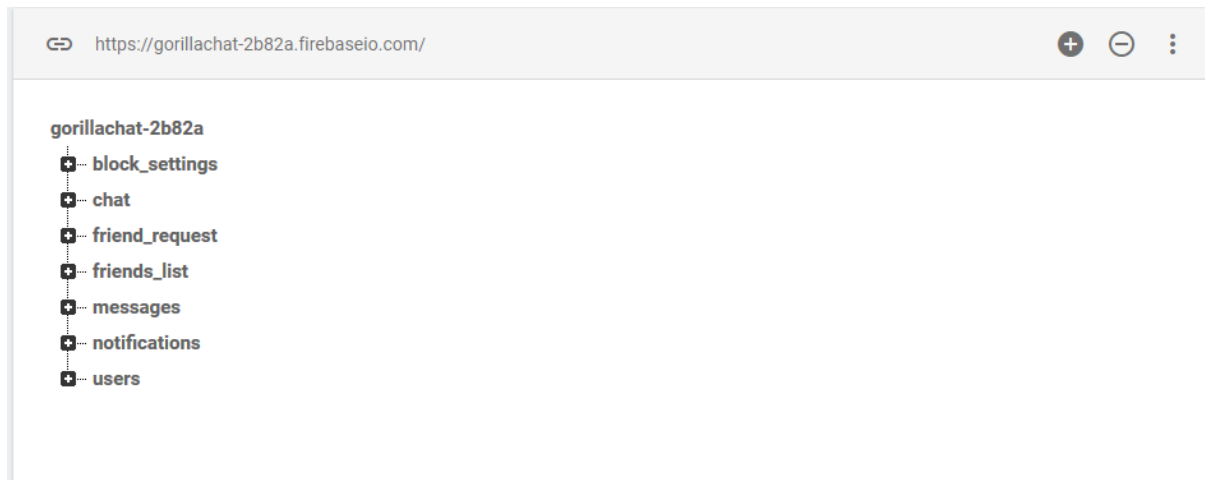 https://gorillachat-2b82a.firebaseio.com/
gorillachat-2b82a
block_settings
chat
friend_request
friends_list
messages
notifications
users